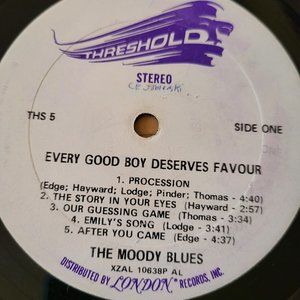 THRESHOLD
STEREO
THS 5
SIDE ONE
EVERY GOOD BOY DESERVES FAVOUR
1. PROCESSION
(Edge; Hayward; Lodge; Pinder; Thomas - 4:40)
2. THE STORY IN YOUR EYES (Hayward - 2:57)
3. OUR GUESSING GAME (Thomas - 3:34)
4. EMILY'S SONG (Lodge - 3:41)
5. AFTER YOU CAME (Edge - 4:37)
THE MOODY BLUES
XZAL 10638P AL
DISTRIBUTED BY LONDON RECORDS, INC.